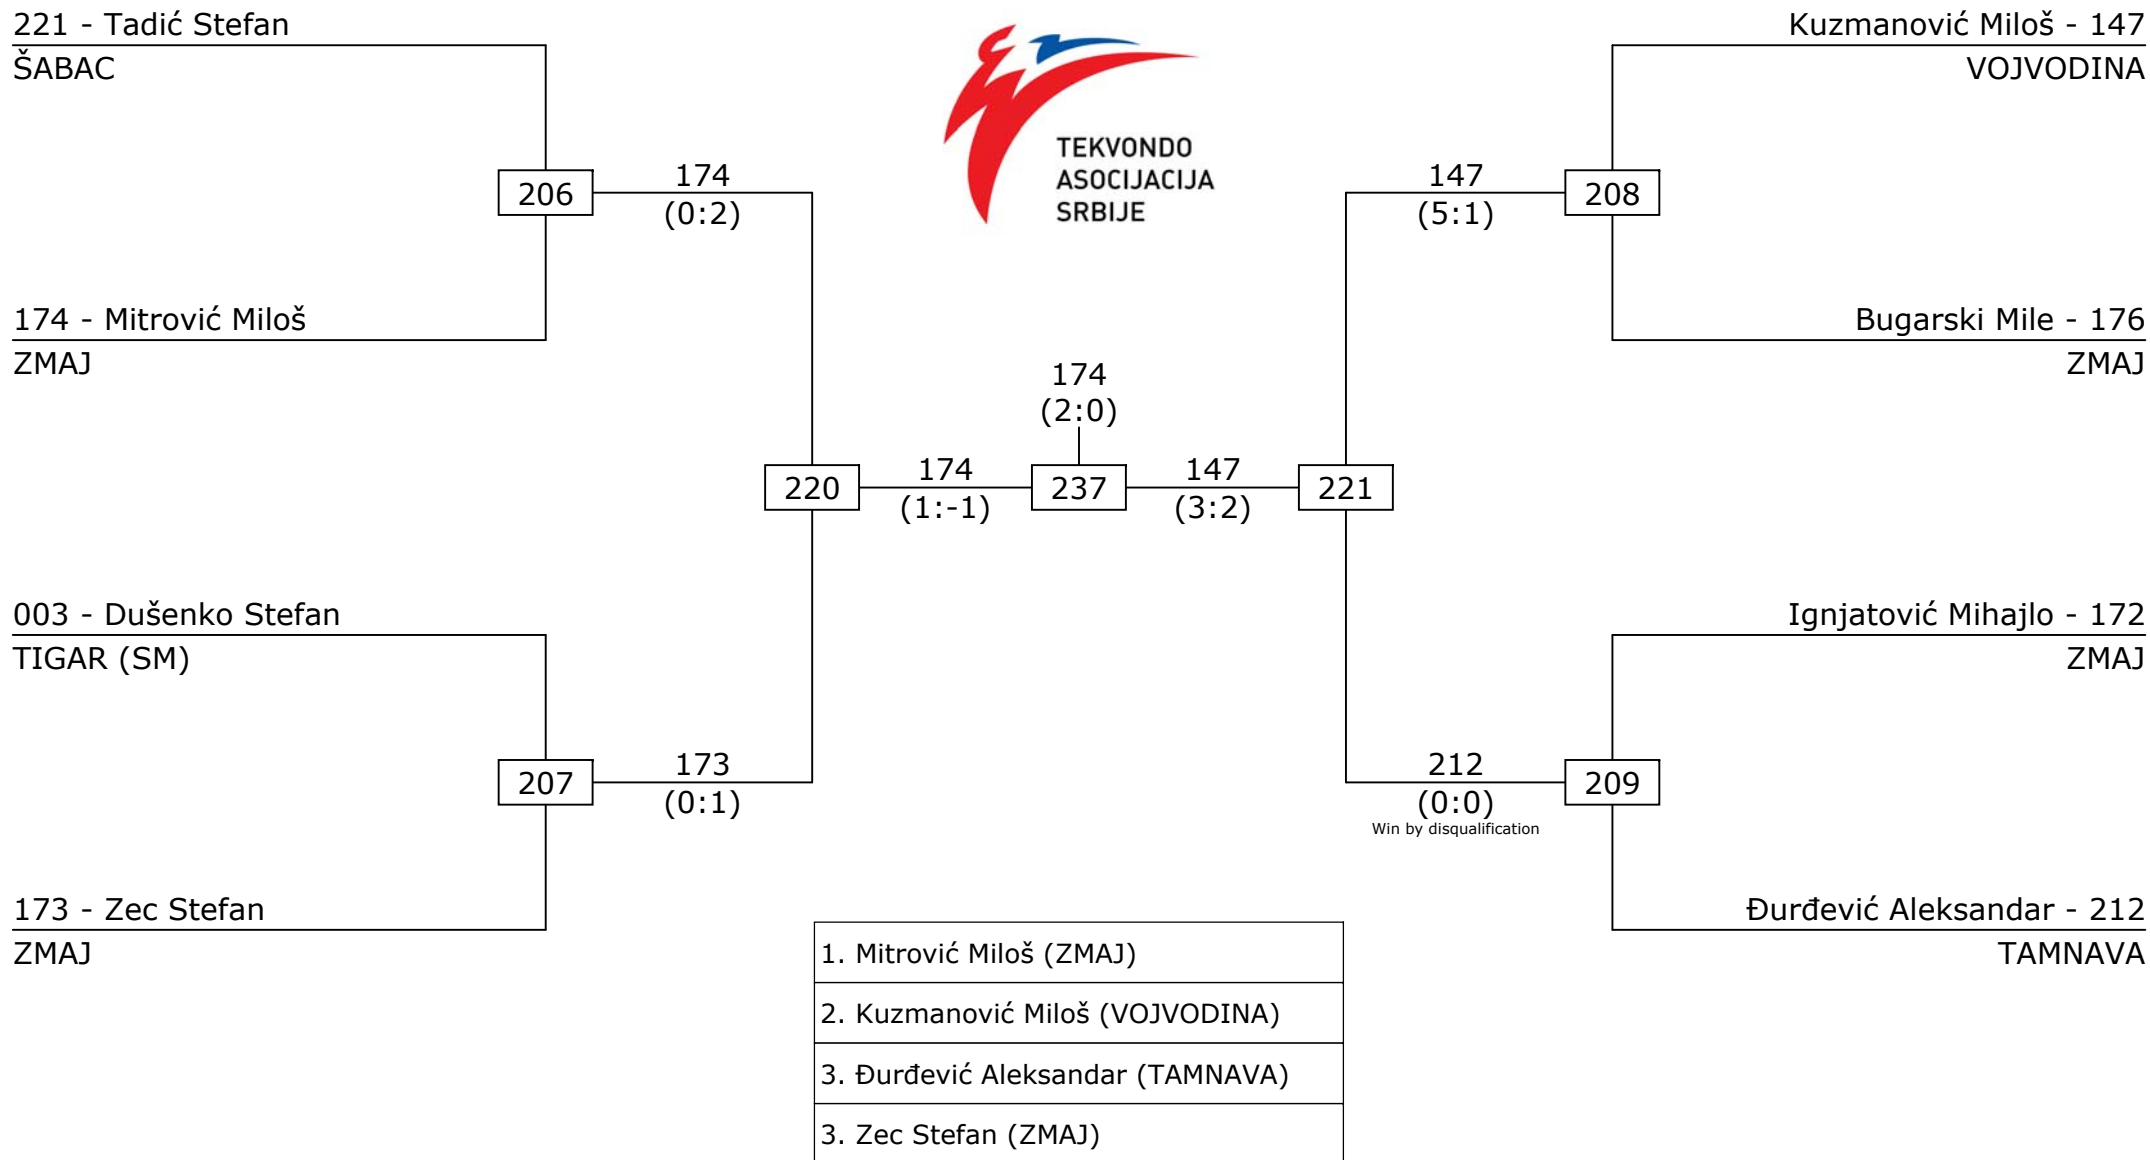 221 - Tadić Stefan
ŠABAC
Kuzmanović Miloš - 147
VOJVODINA
TEKVONDO
ASOCIJACIJA
SRBIJE
206
174
(0:2)
147
(5:1)
208
174 - Mitrović Miloš
ZMAJ
Bugarski Mile - 176
ZMAJ
174
(2:0)
220
174
(1:-1)
237
147
(3:2)
221
003 - Dušenko Stefan
TIGAR (SM)
Ignjatović Mihajlo - 172
ZMAJ
207
173
(0:1)
212
(0:0)
Win by disqualification
209
173 - Zec Stefan
ZMAJ
Đurđević Aleksandar - 212
TAMNAVA
1. Mitrović Miloš (ZMAJ)
2. Kuzmanović Miloš (VOJVODINA)
3. Đurđević Aleksandar (TAMNAVA)
3. Zec Stefan (ZMAJ)